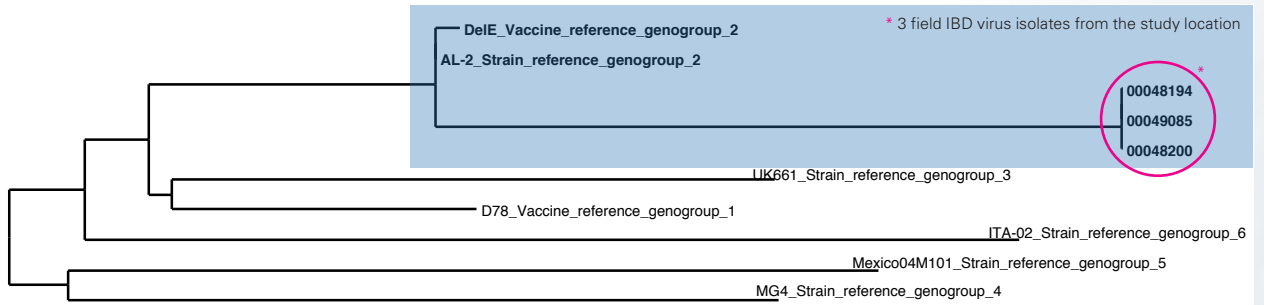 * 3 field IBD virus isolates from the study location
DelE_Vaccine_reference_genogroup_2
AL-2_Strain_reference_genogroup_2
*
00048194
00049085
00048200
UK661_Strain_reference_genogroup_3
D78_Vaccine_reference_genogroup_1
ITA-02_Strain_reference_genogroup_6
Mexico04M101_Strain_reference_genogroup_5
MG4_Strain_reference_genogroup_4